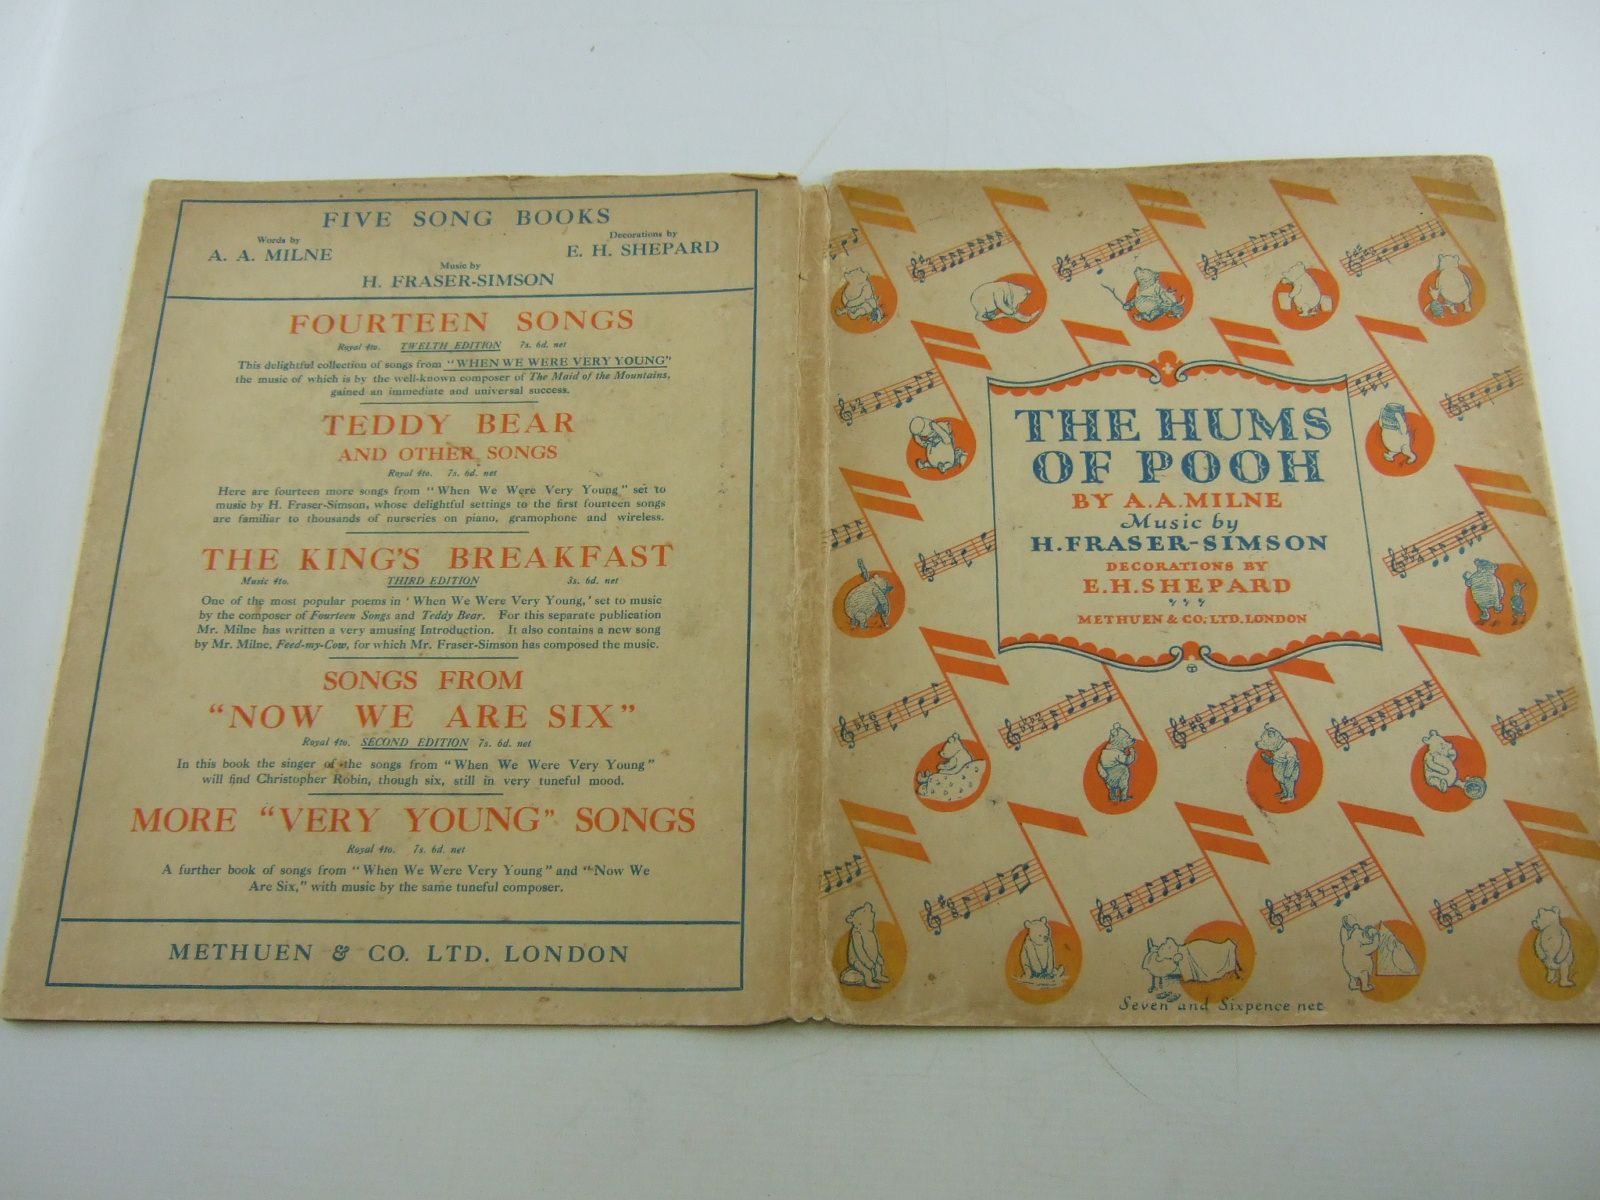 FIVE SONG BOOKS
Words by
A. A. MILNE
Decorations by
E. H. SHEPARD
Music by
H. FRASER-SIMSON
FOURTEEN SONGS
Royal 4to. TWELTH EDITION 7s. 6d. net
This delightful collection of songs from "WHEN WE WERE VERY YOUNG"
the music of which is by the well-known composer of The Maid of the Mountains,
gained an immediate and universal success.
TEDDY BEAR
AND OTHER SONGS
Royal 4to. 7s. 6d. net
Here are fourteen more songs from "When We Were Very Young" set to
music by H. Fraser-Simson, whose delightful settings to the first fourteen songs
are familiar to thousands of nurseries on piano, gramophone and wireless.
THE KING'S BREAKFAST
Music 4to. THIRD EDITION 3s. 6d. net
One of the most popular poems in 'When We Were Very Young,' set to music
by the composer of Fourteen Songs and Teddy Bear. For this separate publication
Mr. Milne has written a very amusing Introduction. It also contains a new song
by Mr. Milne, Feed-my-Cow, for which Mr. Fraser-Simson has composed the music.
SONGS FROM
"NOW WE ARE SIX"
Royal 4to. SECOND EDITION 7s. 6d. net
In this book the singer of the songs from "When We Were Very Young"
will find Christopher Robin, though six, still in very tuneful mood.
MORE "VERY YOUNG" SONGS
Royal 4to. 7s. 6d. net
A further book of songs from "When We Were Very Young" and "Now We
Are Six," with music by the same tuneful composer.
METHUEN & CO. LTD. LONDON
THE HUMS
OF POOH
BY A.A. MILNE
Music by
H. FRASER-SIMSON
DECORATIONS BY
E.H. SHEPARD
METHUEN & CO; LTD. LONDON
Seven and Sixpence net